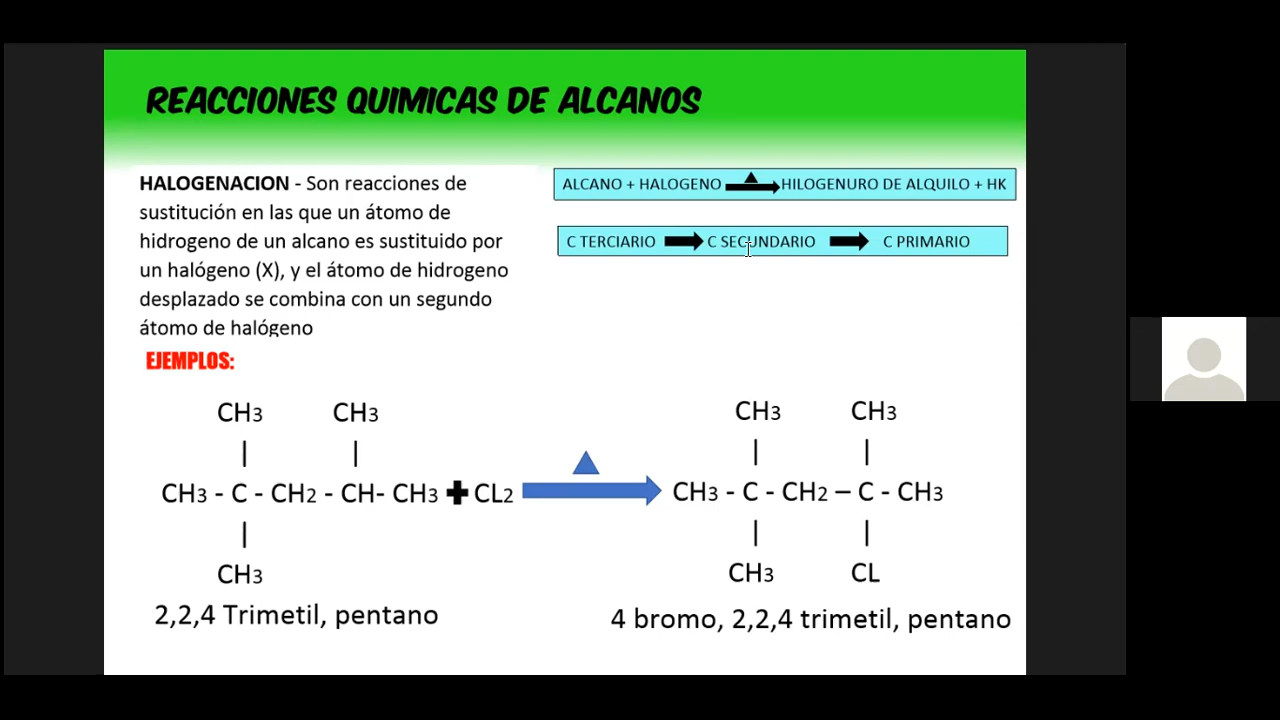 REACCIONES QUIMICAS DE ALCANOS
HALOGENACION - Son reacciones de
sustitución en las que un átomo de
hidrogeno de un alcano es sustituido por
un halógeno (X), y el átomo de hidrogeno
desplazado se combina con un segundo
átomo de halógeno
ALCANO + HALOGENO HILOGENURO DE ALQUILO + HK
C TERCIARIO C SECUNDARIO C PRIMARIO
EJEMPLOS:
CH3 CH3 CH3 CH3
| | | |
CH3 - C - CH2 - CH- CH3 + CL2 CH3 - C - CH2 – C - CH3
| | |
CH3 CH3 CL
2,2,4 Trimetil, pentano 4 bromo, 2,2,4 trimetil, pentano